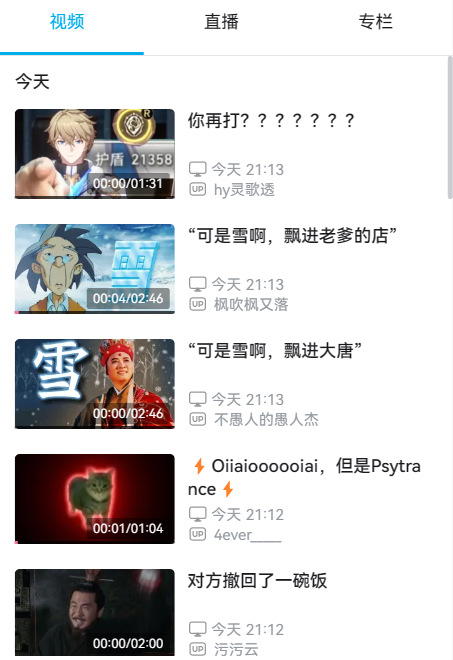 视频 直播 专栏
今天
R
护盾 21358
00:00/01:31
你再打？？？？？？？
今天 21:13
UP hy灵歌透
雪
00:04/02:46
“可是雪啊，飘进老爹的店”
今天 21:13
UP 枫吹枫又落
雪
00:00/02:46
“可是雪啊，飘进大唐”
今天 21:13
UP 不愚人的愚人杰
00:01/01:04
Oiiaioooooiai，但是Psytra
nce
今天 21:12
UP 4ever____
00:00/02:00
对方撤回了一碗饭
今天 21:12
UP 污污云